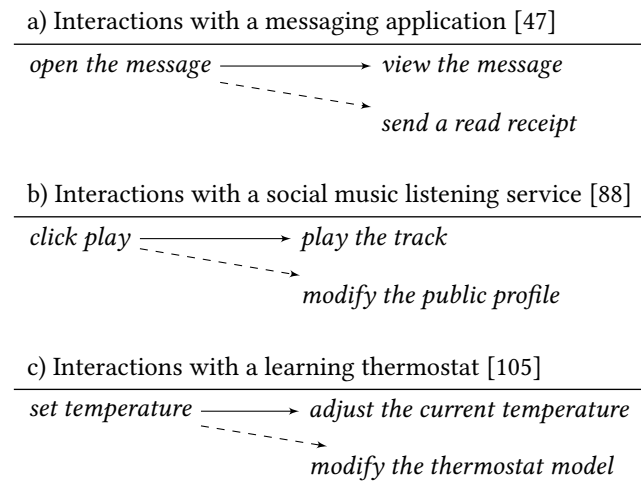 a) Interactions with a messaging application [47]
open the message view the message
send a read receipt
b) Interactions with a social music listening service [88]
click play play the track
modify the public profile
c) Interactions with a learning thermostat [105]
set temperature adjust the current temperature
modify the thermostat model